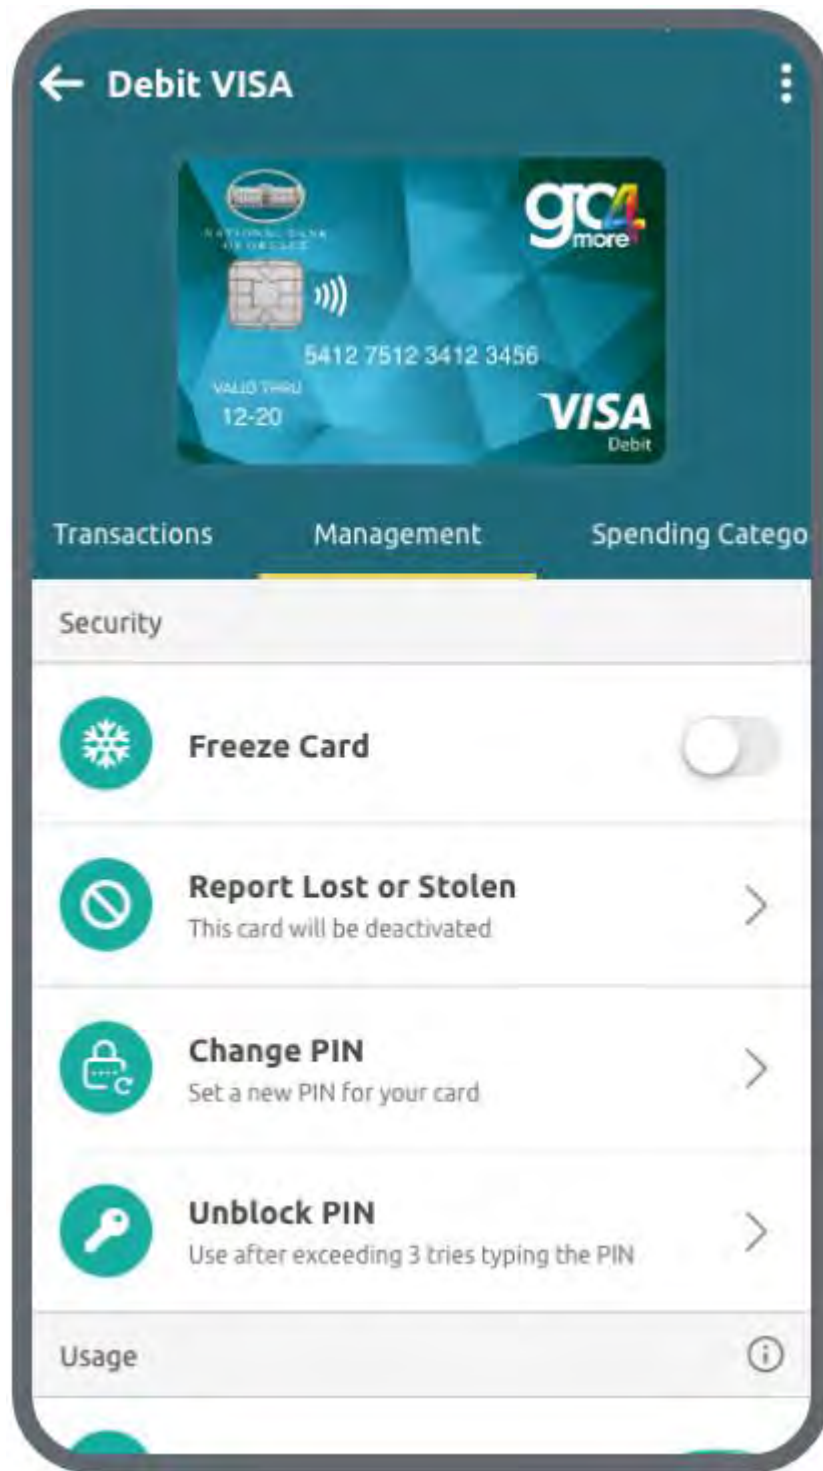 Debit VISA
NATIONAL BANK
OF GREECE
go4
more
5412 7512 3412 3456
VALID THRU
12-20
VISA
Debit
Transactions
Management
Spending Catego
Security
Freeze Card
Report Lost or Stolen
This card will be deactivated
Change PIN
Set a new PIN for your card
Unblock PIN
Use after exceeding 3 tries typing the PIN
Usage